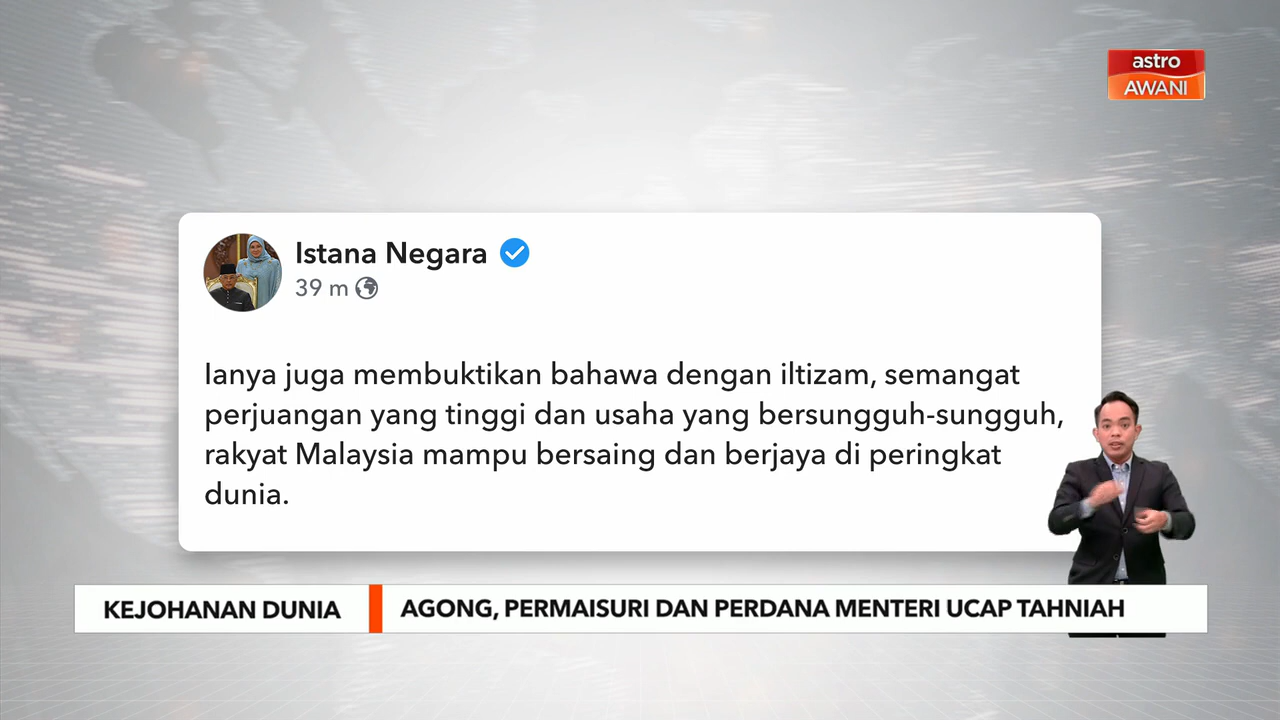 astro
AWANI
Istana Negara
39 m
Ianya juga membuktikan bahawa dengan iltizam, semangat
perjuangan yang tinggi dan usaha yang bersungguh-sungguh,
rakyat Malaysia mampu bersaing dan berjaya di peringkat
dunia.
KEJOHANAN DUNIA
AGONG, PERMAISURI DAN PERDANA MENTERI UCAP TAHNIAH